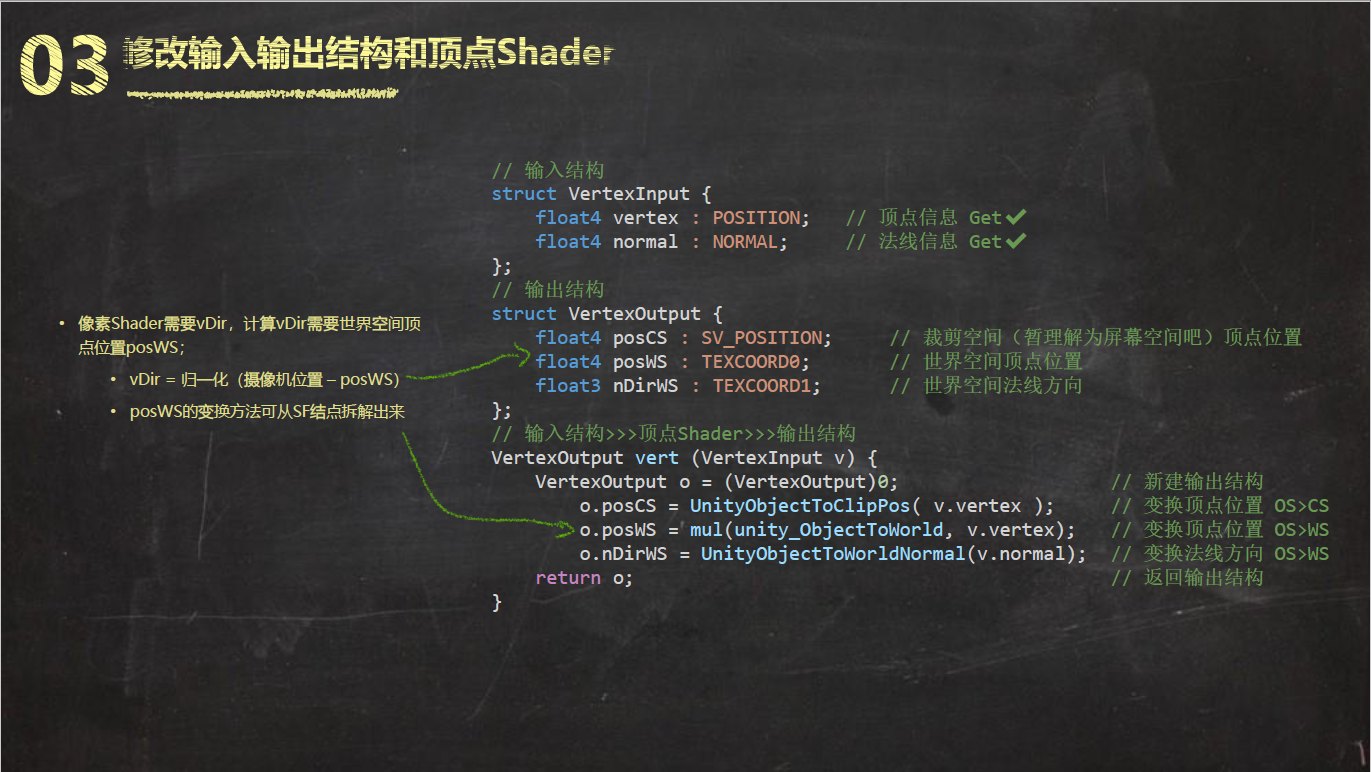 03 修改输入输出结构和顶点Shader
• 像素Shader需要vDir，计算vDir需要世界空间顶
点位置posWS；
• vDir = 归一化（摄像机位置 – posWS）
• posWS的变换方法可从SF结点拆解出来
// 输入结构
struct VertexInput {
float4 vertex : POSITION; // 顶点信息 Get✔
float4 normal : NORMAL; // 法线信息 Get✔
};
// 输出结构
struct VertexOutput {
float4 posCS : SV_POSITION; // 裁剪空间（暂理解为屏幕空间吧）顶点位置
float4 posWS : TEXCOORD0; // 世界空间顶点位置
float3 nDirWS : TEXCOORD1; // 世界空间法线方向
};
// 输入结构>>>顶点Shader>>>输出结构
VertexOutput vert (VertexInput v) {
VertexOutput o = (VertexOutput)0; // 新建输出结构
o.posCS = UnityObjectToClipPos( v.vertex ); // 变换顶点位置 OS>CS
o.posWS = mul(unity_ObjectToWorld, v.vertex); // 变换顶点位置 OS>WS
o.nDirWS = UnityObjectToWorldNormal(v.normal); // 变换法线方向 OS>WS
return o; // 返回输出结构
}